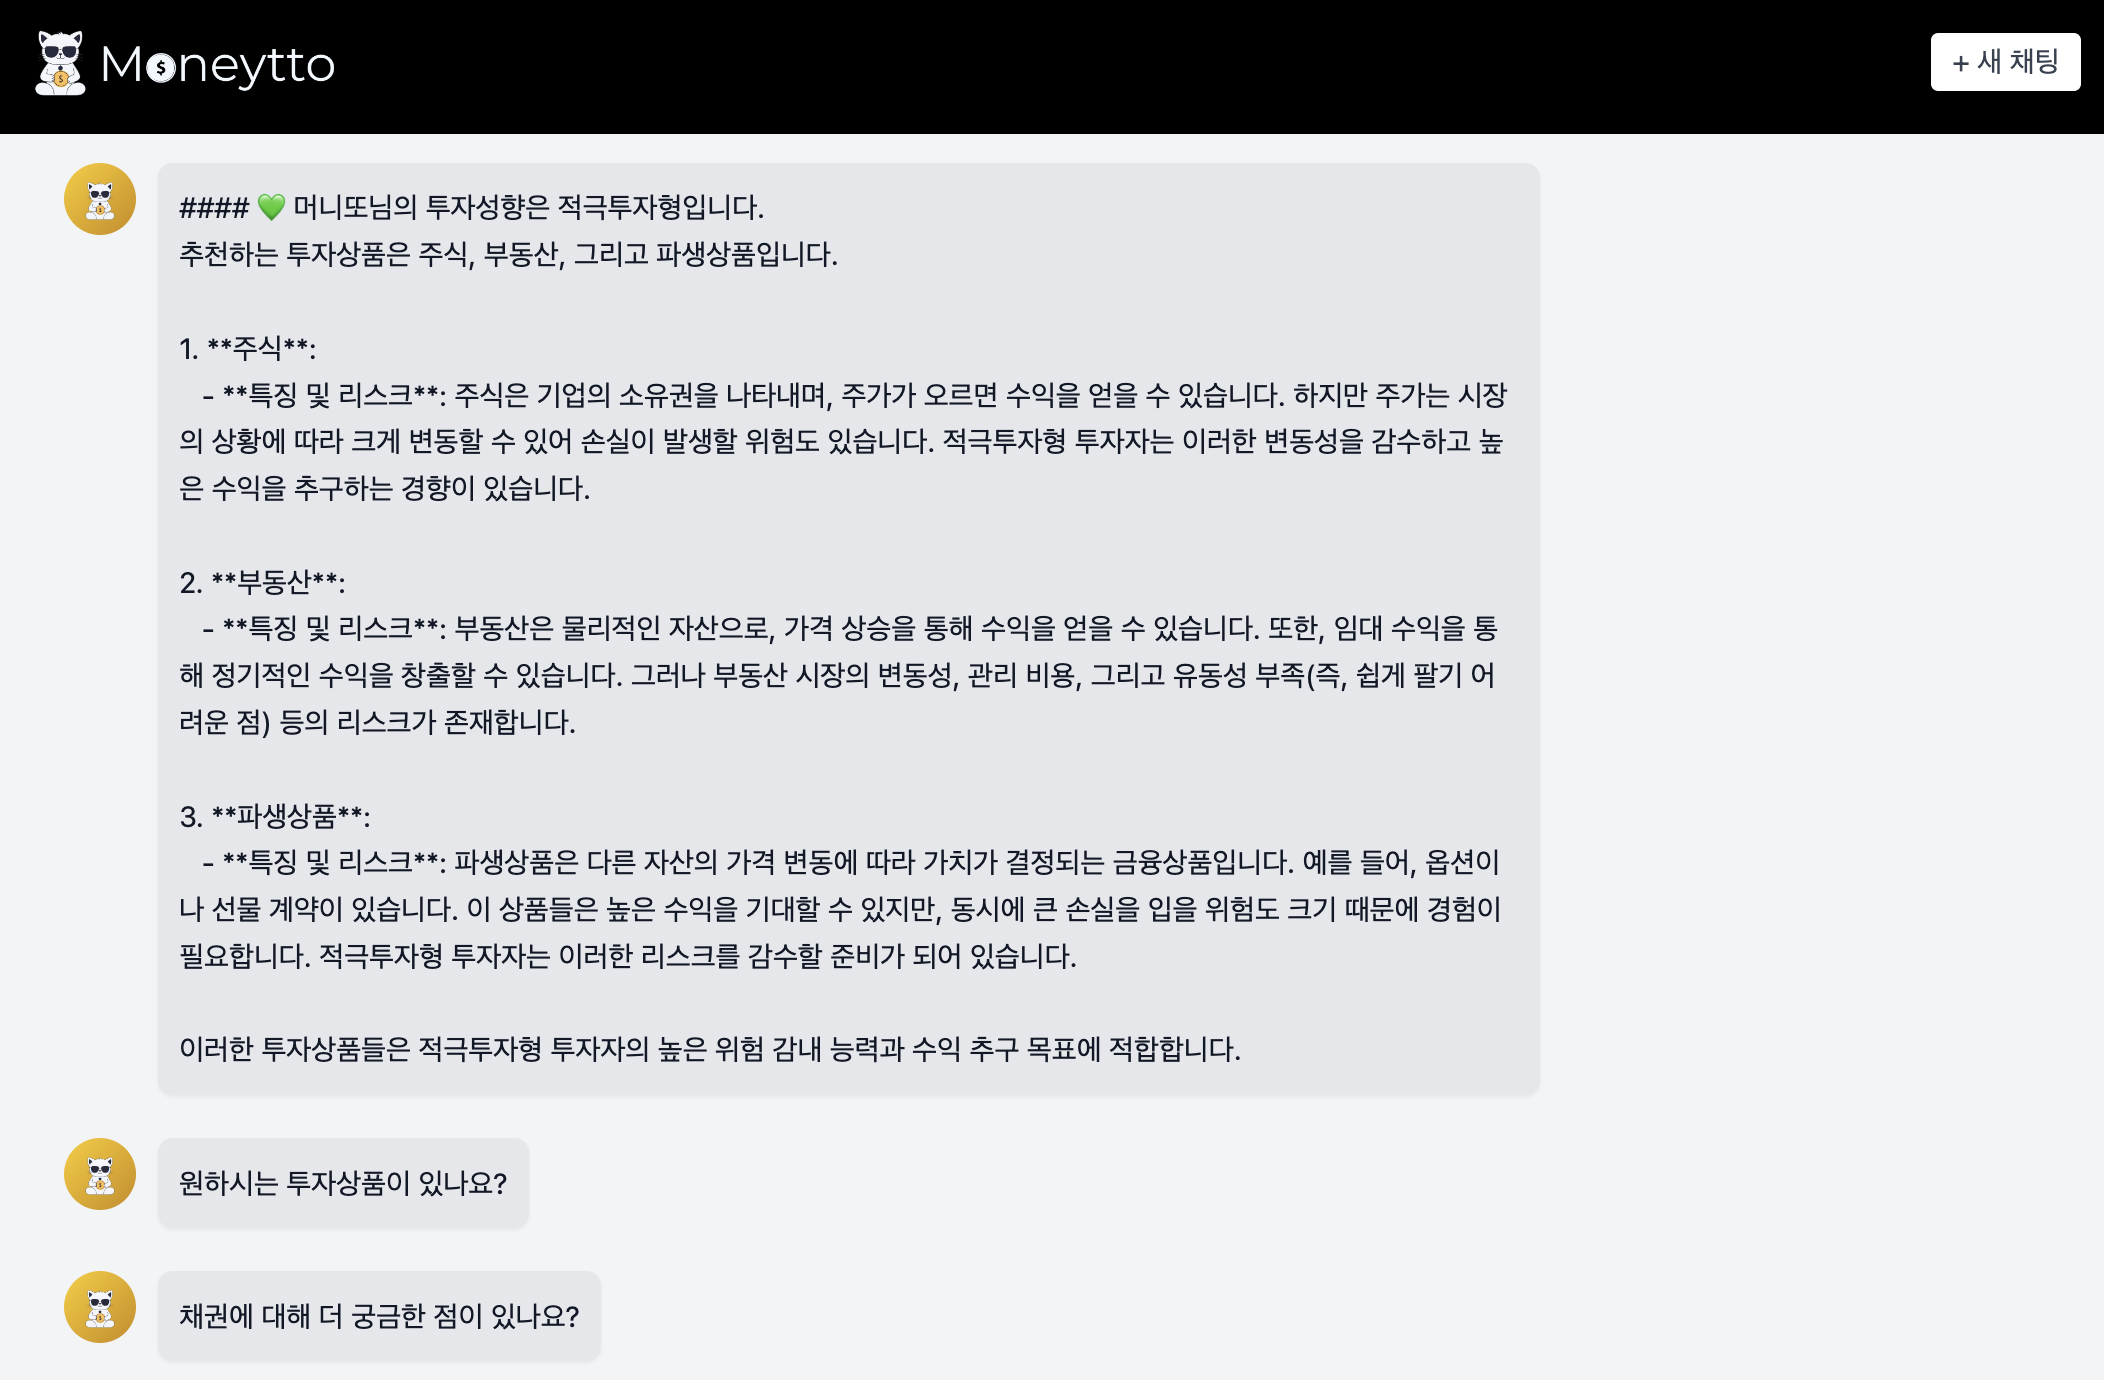 Moneytto
+ 새 채팅
#### 💚 머니또님의 투자성향은 적극투자형입니다.
추천하는 투자상품은 주식, 부동산, 그리고 파생상품입니다.
1. **주식**:
- **특징 및 리스크**: 주식은 기업의 소유권을 나타내며, 주가가 오르면 수익을 얻을 수 있습니다. 하지만 주가는 시장
의 상황에 따라 크게 변동할 수 있어 손실이 발생할 위험도 있습니다. 적극투자형 투자자는 이러한 변동성을 감수하고 높
은 수익을 추구하는 경향이 있습니다.
2. **부동산**:
- **특징 및 리스크**: 부동산은 물리적인 자산으로, 가격 상승을 통해 수익을 얻을 수 있습니다. 또한, 임대 수익을 통
해 정기적인 수익을 창출할 수 있습니다. 그러나 부동산 시장의 변동성, 관리 비용, 그리고 유동성 부족(즉, 쉽게 팔기 어
려운 점) 등의 리스크가 존재합니다.
3. **파생상품**:
- **특징 및 리스크**: 파생상품은 다른 자산의 가격 변동에 따라 가치가 결정되는 금융상품입니다. 예를 들어, 옵션이
나 선물 계약이 있습니다. 이 상품들은 높은 수익을 기대할 수 있지만, 동시에 큰 손실을 입을 위험도 크기 때문에 경험이
필요합니다. 적극투자형 투자자는 이러한 리스크를 감수할 준비가 되어 있습니다.
이러한 투자상품들은 적극투자형 투자자의 높은 위험 감내 능력과 수익 추구 목표에 적합합니다.
원하시는 투자상품이 있나요?
채권에 대해 더 궁금한 점이 있나요?